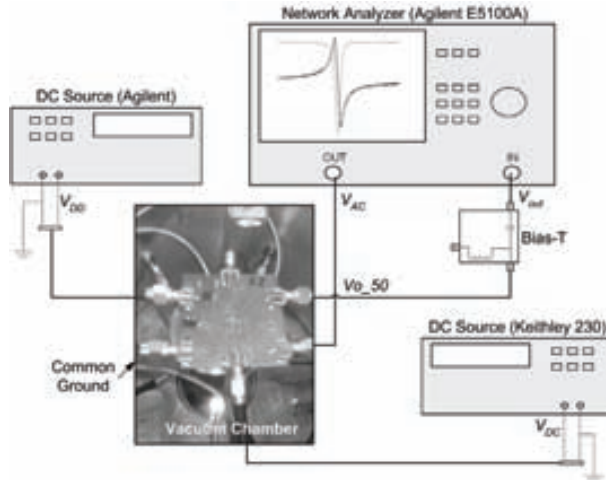 Network Analyzer (Agilent E5100A)
DC Source (Agilent)
OUT
IN
V_DD
V_AC
V_out
Bias-T
Vo_50
DC Source (Keithley 230)
Common
Ground
Vacuum Chamber
V_DC